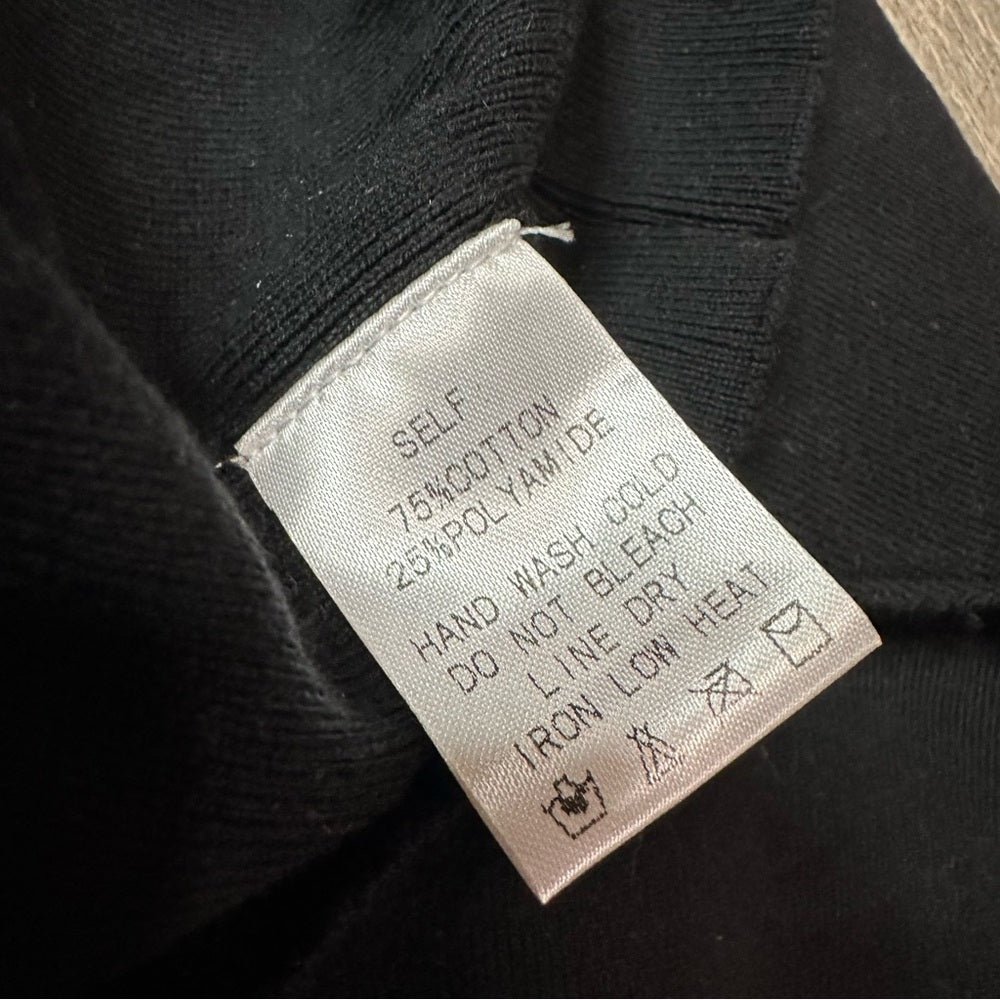 SELF
75%COTTON
25%POLYAMIDE
HAND WASH COLD
DO NOT BLEACH
LINE DRY
IRON LOW HEAT